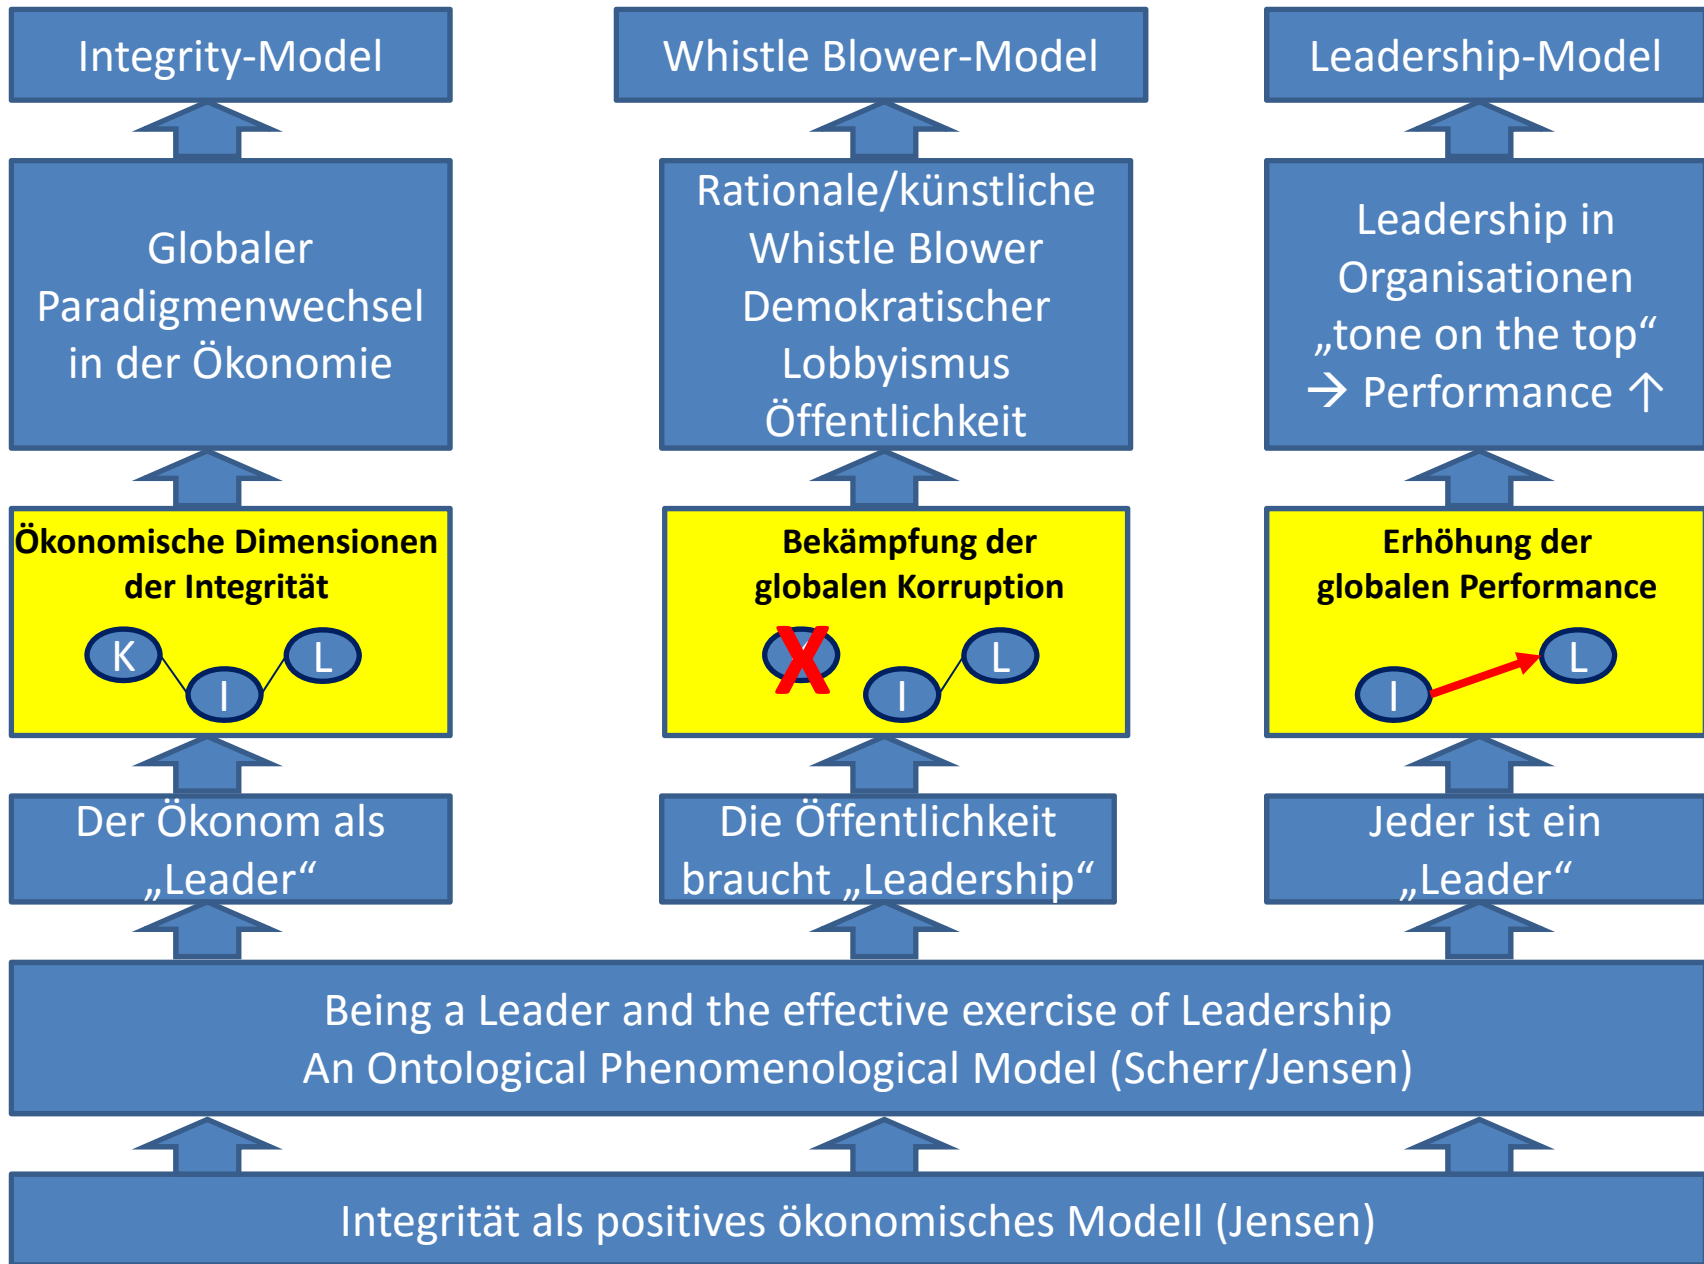 Integrity-Model
Whistle Blower-Model
Leadership-Model
Globaler
Paradigmenwechsel
in der Ökonomie
Rationale/künstliche
Whistle Blower
Demokratischer
Lobbyismus
Öffentlichkeit
Leadership in
Organisationen
„tone on the top“
→ Performance ↑
Ökonomische Dimensionen
der Integrität
K
L
I
Bekämpfung der
globalen Korruption
X
L
I
Erhöhung der
globalen Performance
L
I
Der Ökonom als
„Leader“
Die Öffentlichkeit
braucht „Leadership“
Jeder ist ein
„Leader“
Being a Leader and the effective exercise of Leadership
An Ontological Phenomenological Model (Scherr/Jensen)
Integrität als positives ökonomisches Modell (Jensen)